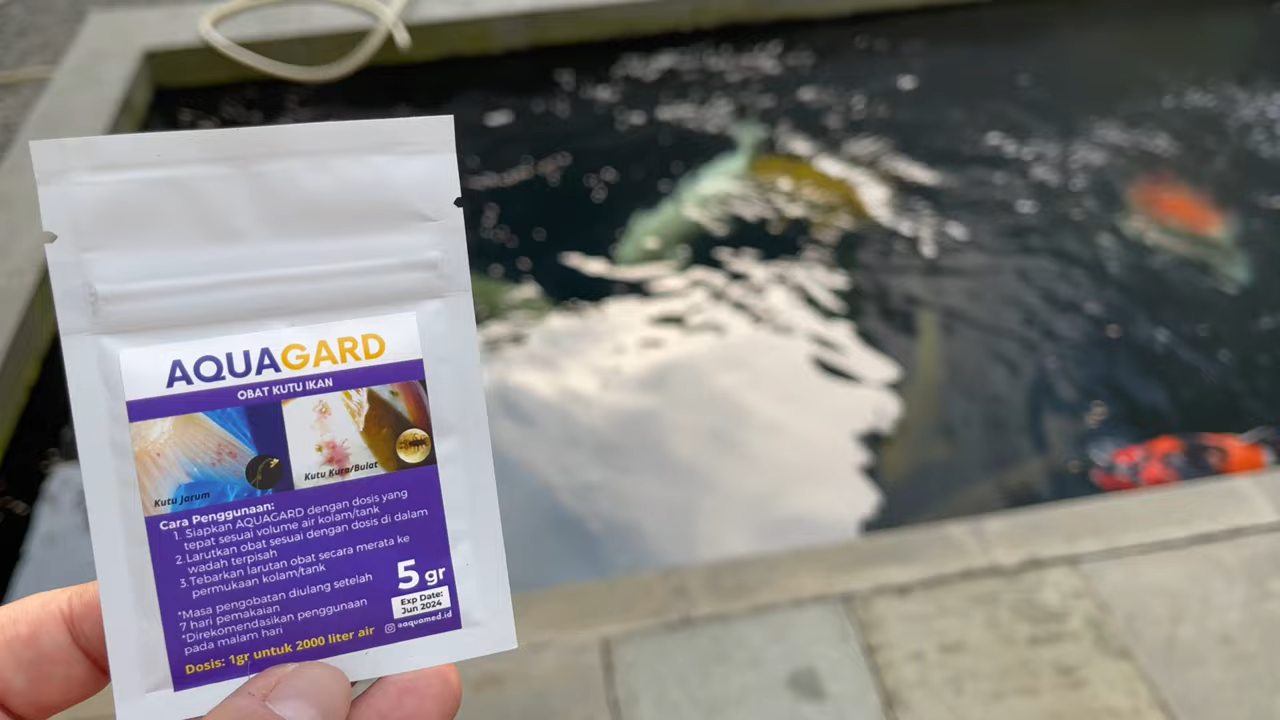 AQUAGARD
OBAT KUTU IKAN
Kutu Jarum
Kutu Kura/Bulat
Cara Penggunaan:
1. Siapkan AQUAGARD dengan dosis yang
tepat sesuai volume air kolam/tank
2. Larutkan obat sesuai dengan dosis di dalam
wadah terpisah
3. Tebarkan larutan obat secara merata ke
permukaan kolam/tank
*Masa pengobatan diulang setelah
7 hari pemakaian
*Direkomendasikan penggunaan
pada malam hari
Dosis: 1gr untuk 2000 liter air
5 gr
Exp Date:
Jun 2024
aquamed.id